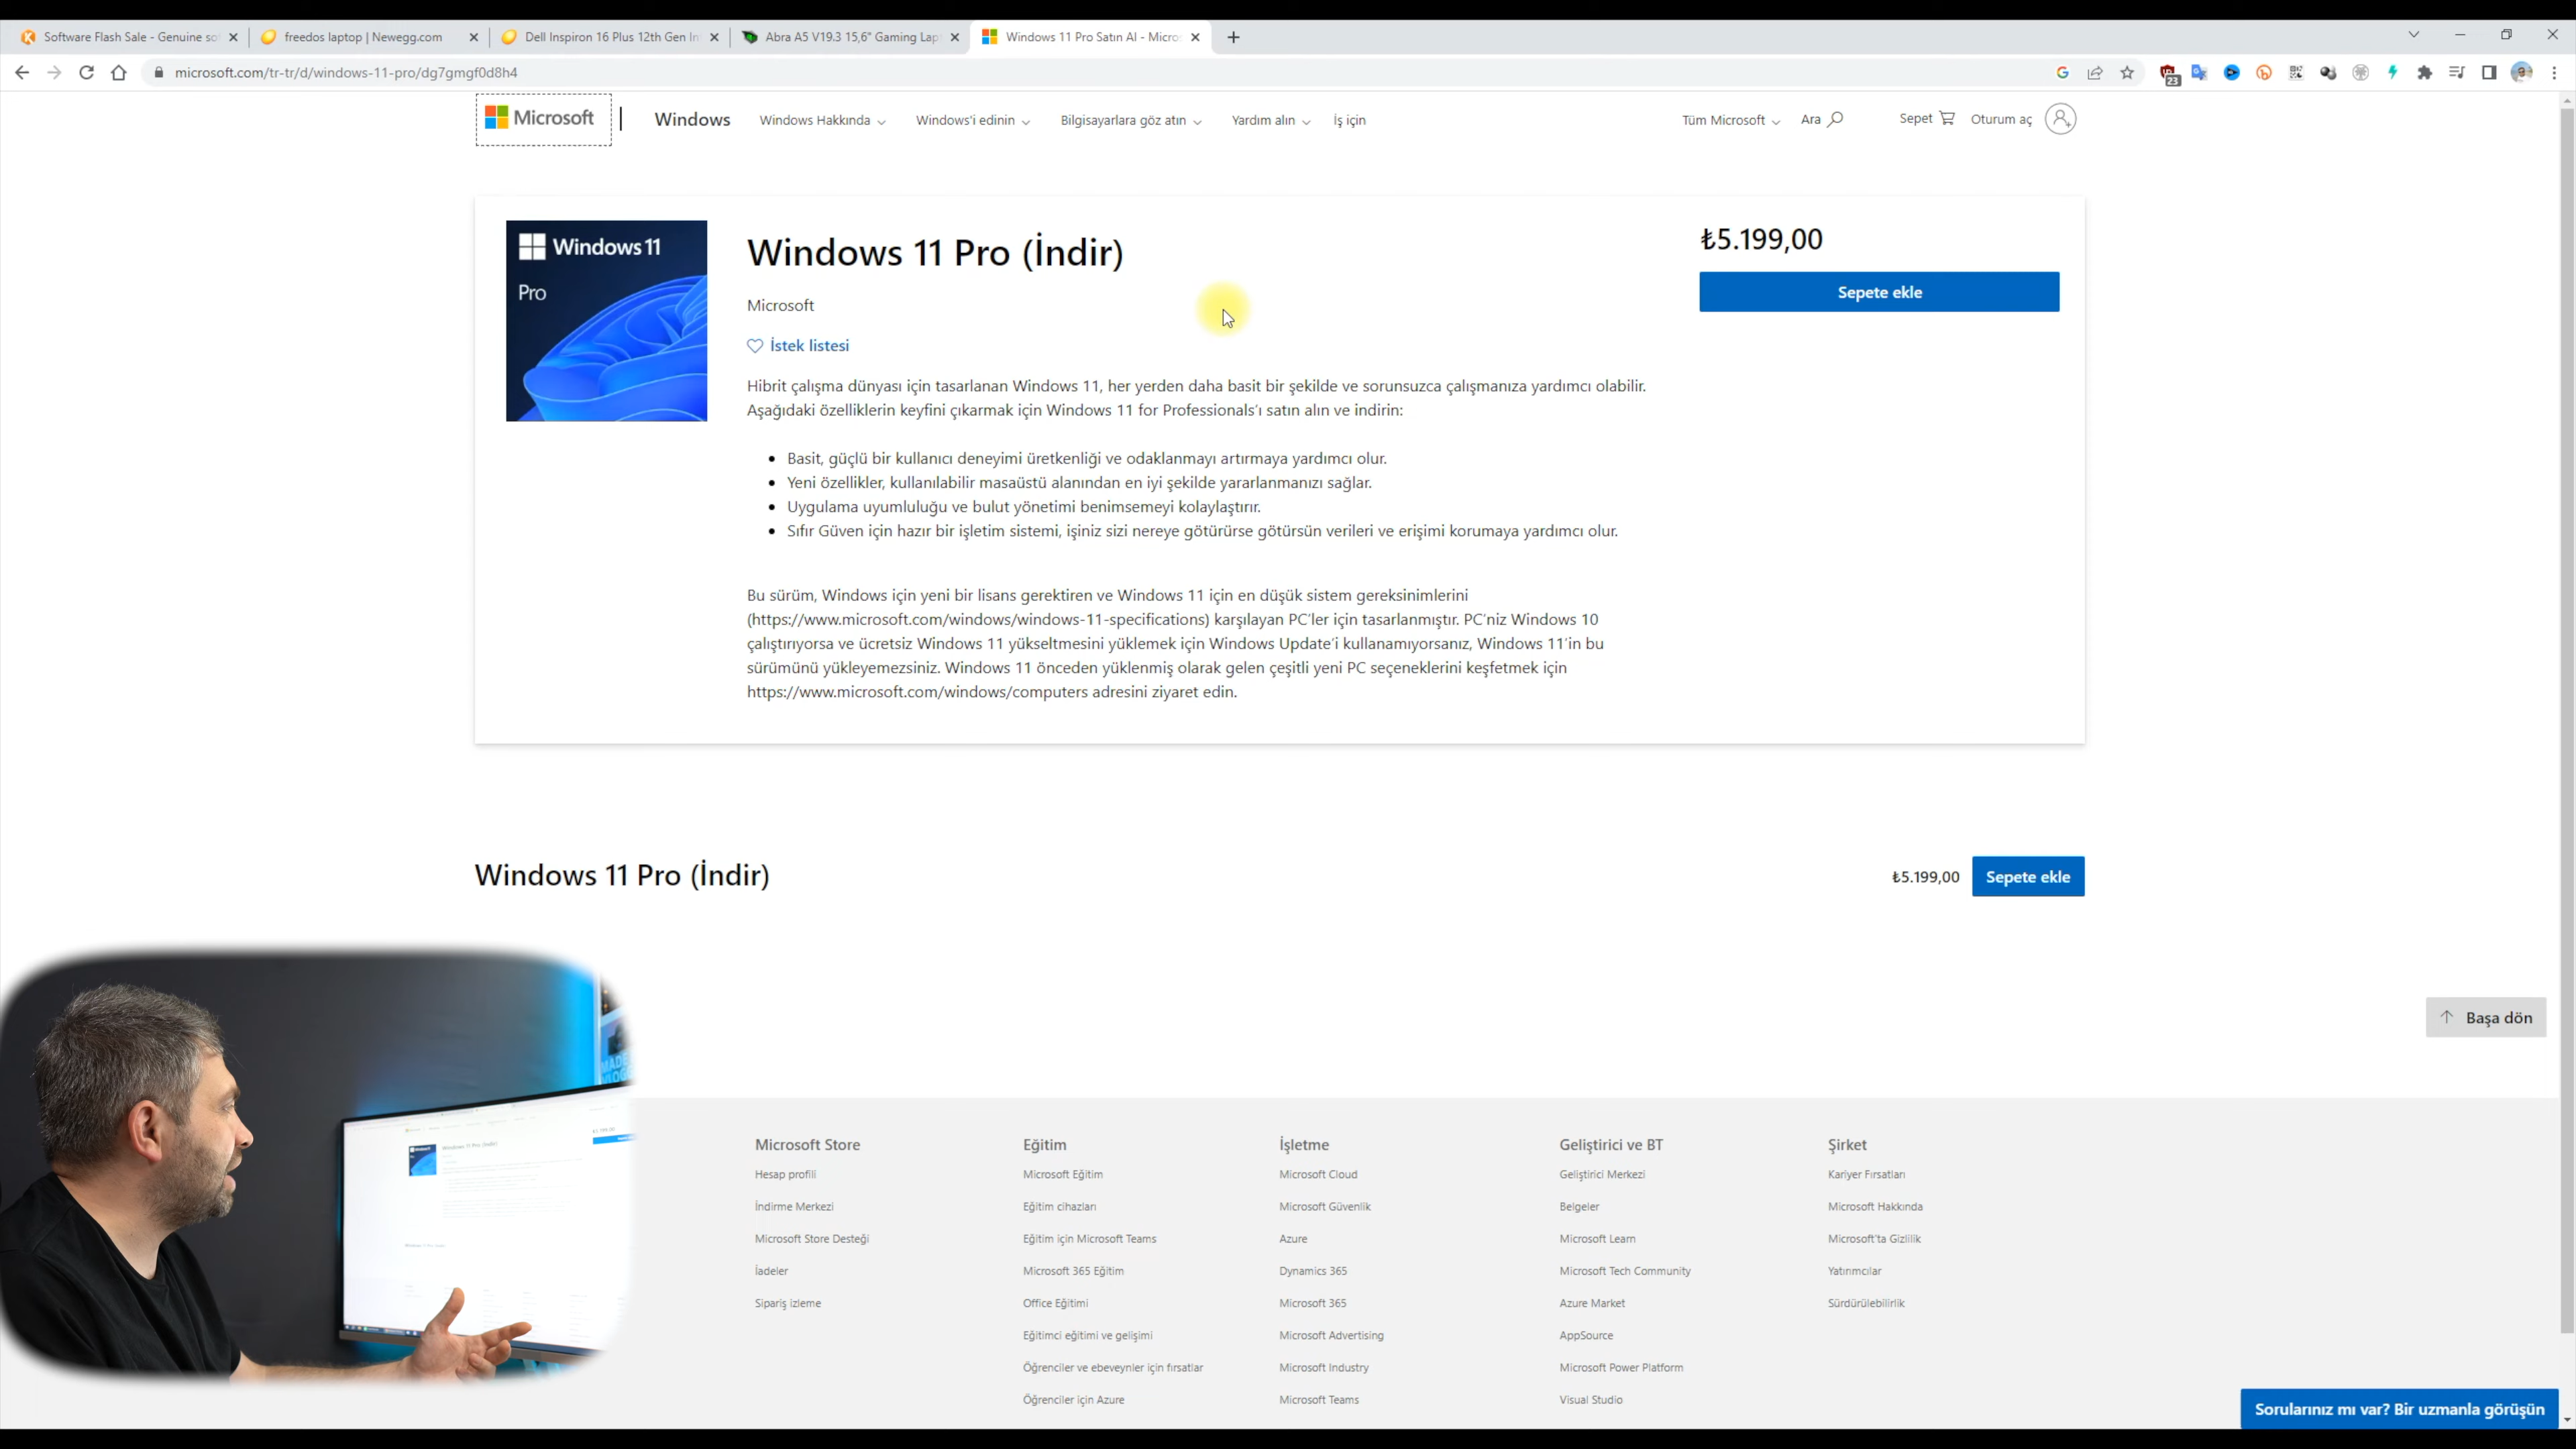 Software Flash Sale - Genuine so
freedos laptop | Newegg.com
Dell Inspiron 16 Plus 12th Gen In
Abra A5 V19.3 15,6" Gaming Lap
Windows 11 Pro Satın Al - Micro
microsoft.com/tr-tr/d/windows-11-pro/dg7gmgf0d8h4
23
Microsoft
Windows
Windows Hakkında
Windows'i edinin
Bilgisayarlara göz atın
Yardım alın
İş için
Tüm Microsoft
Ara
Sepet
Oturum aç
Windows 11
Pro
Windows 11 Pro (İndir)
₺5.199,00
Sepete ekle
Microsoft
İstek listesi
Hibrit çalışma dünyası için tasarlanan Windows 11, her yerden daha basit bir şekilde ve sorunsuzca çalışmanıza yardımcı olabilir.
Aşağıdaki özelliklerin keyfini çıkarmak için Windows 11 for Professionals'ı satın alın ve indirin:
• Basit, güçlü bir kullanıcı deneyimi üretkenliği ve odaklanmayı artırmaya yardımcı olur.
• Yeni özellikler, kullanılabilir masaüstü alanından en iyi şekilde yararlanmanızı sağlar.
• Uygulama uyumluluğu ve bulut yönetimi benimsemeyi kolaylaştırır.
• Sıfır Güven için hazır bir işletim sistemi, işiniz sizi nereye götürürse götürsün verileri ve erişimi korumaya yardımcı olur.
Bu sürüm, Windows için yeni bir lisans gerektiren ve Windows 11 için en düşük sistem gereksinimlerini
(https://www.microsoft.com/windows/windows-11-specifications) karşılayan PC'ler için tasarlanmıştır. PC'niz Windows 10
çalıştırıyorsa ve ücretsiz Windows 11 yükseltmesini yüklemek için Windows Update'i kullanamıyorsanız, Windows 11'in bu
sürümünü yükleyemezsiniz. Windows 11 önceden yüklenmiş olarak gelen çeşitli yeni PC seçeneklerini keşfetmek için
https://www.microsoft.com/windows/computers adresini ziyaret edin.
Windows 11 Pro (İndir)
₺5.199,00
Sepete ekle
Başa dön
Microsoft Store
Hesap profili
İndirme Merkezi
Microsoft Store Desteği
İadeler
Sipariş izleme
Eğitim
Microsoft Eğitim
Eğitim cihazları
Eğitim için Microsoft Teams
Microsoft 365 Eğitim
Office Eğitimi
Eğitimci eğitimi ve gelişimi
Öğrenciler ve ebeveynler için fırsatlar
Öğrenciler için Azure
İşletme
Microsoft Cloud
Microsoft Güvenlik
Azure
Dynamics 365
Microsoft 365
Microsoft Advertising
Microsoft Industry
Microsoft Teams
Geliştirici ve BT
Geliştirici Merkezi
Belgeler
Microsoft Learn
Microsoft Tech Community
Azure Market
AppSource
Microsoft Power Platform
Visual Studio
Şirket
Kariyer Fırsatları
Microsoft Hakkında
Microsoft'ta Gizlilik
Yatırımcılar
Sürdürülebilirlik
Sorularınız mı var? Bir uzmanla görüşün